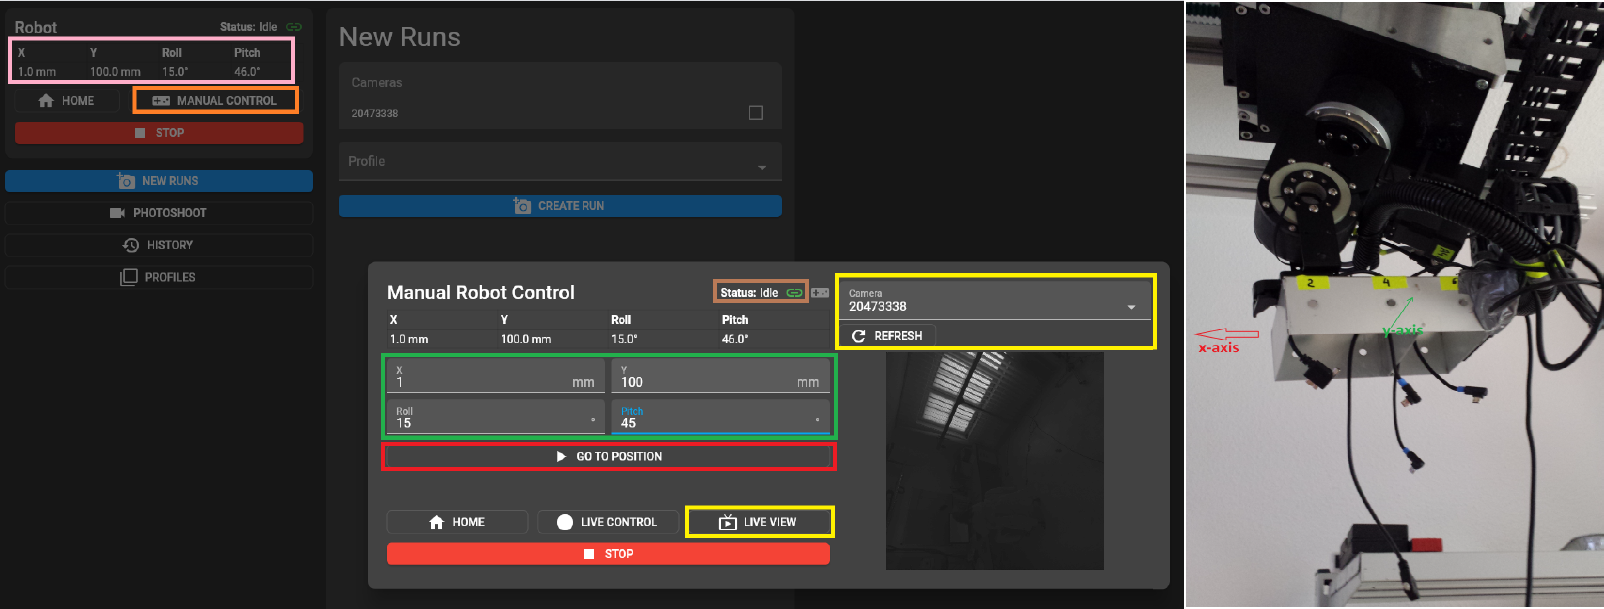 Robot
Status: Idle
X Y Roll Pitch
1.0 mm 100.0 mm 15.0° 46.0°
HOME
MANUAL CONTROL
STOP
NEW RUNS
PHOTOSHOOT
HISTORY
PROFILES
New Runs
Cameras
20473338
Profile
CREATE RUN
Manual Robot Control
Status: Idle
X Y Roll Pitch
1.0 mm 100.0 mm 15.0° 46.0°
X
1 mm
Y
100 mm
Roll
15 °
Pitch
45 °
GO TO POSITION
HOME
LIVE CONTROL
LIVE VIEW
STOP
Camera
20473338
REFRESH
2 4 6
y-axis
x-axis